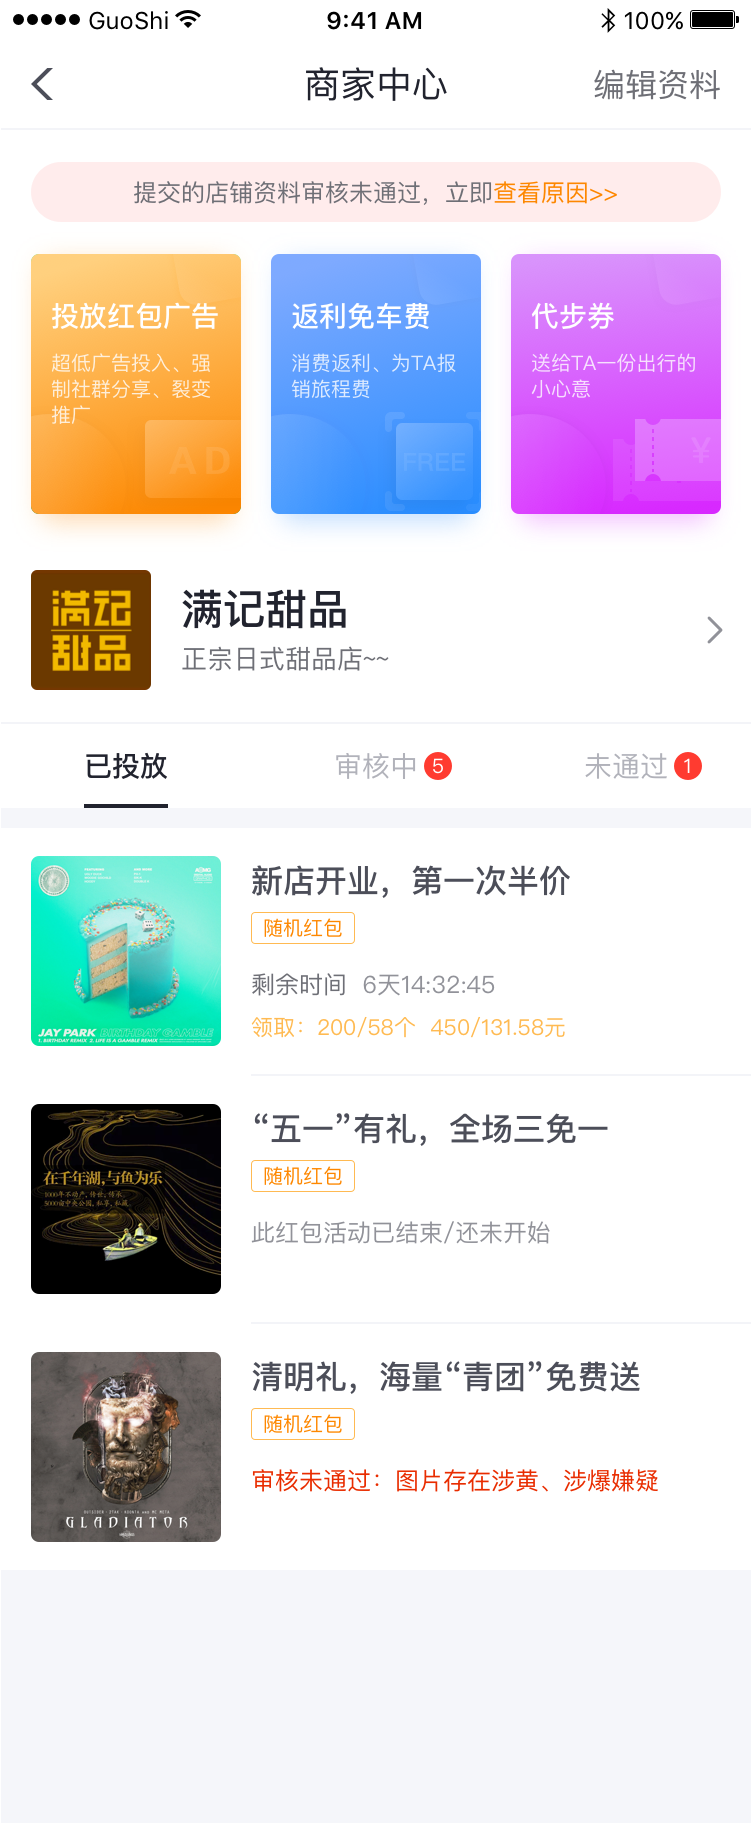 GuoShi
9:41 AM
100%
商家中心
编辑资料
提交的店铺资料审核未通过，立即查看原因>>
投放红包广告
超低广告投入、强
制社群分享、裂变
推广
AD
返利免车费
消费返利、为TA报
销旅程费
FREE
代步券
送给TA一份出行的
小心意
¥
满记
甜品
满记甜品
正宗日式甜品店~~
已投放
审核中 5
未通过 1
JAY PARK BIRTHDAY GAMBLE
1. BIRTHDAY REMIX 2. LIFE IS A GAMBLE REMIX
新店开业，第一次半价
随机红包
剩余时间 6天14:32:45
领取：200/58个 450/131.58元
在千年湖，与鱼为乐
“五一”有礼，全场三免一
随机红包
此红包活动已结束/还未开始
GLADIATOR
清明礼，海量“青团”免费送
随机红包
审核未通过：图片存在涉黄、涉爆嫌疑